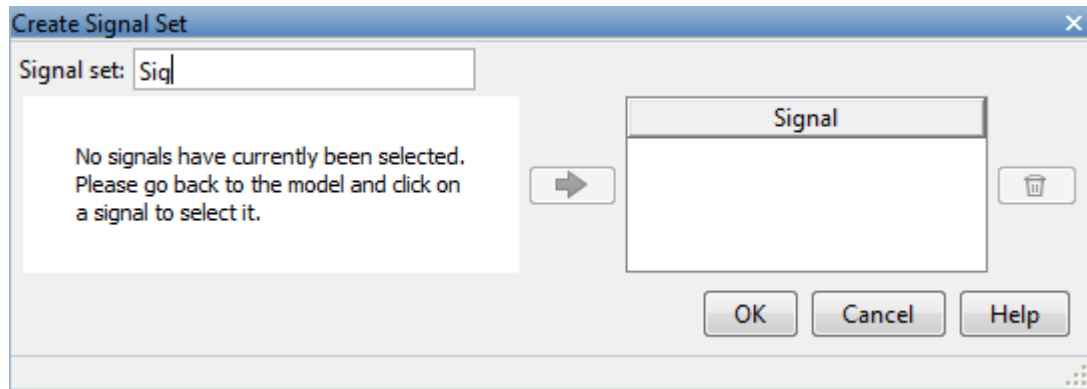 Create Signal Set
Signal set: Sig
Signal
No signals have currently been selected.
Please go back to the model and click on
a signal to select it.
OK Cancel Help